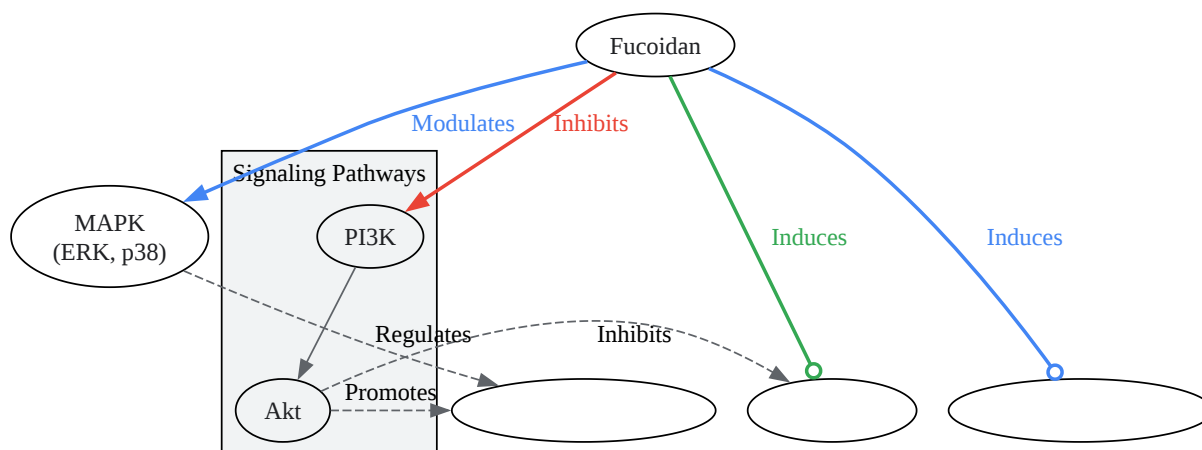 Fucoidan
Modulates
Inhibits
Signaling Pathways
MAPK
(ERK, p38)
PI3K
Induces
Induces
Regulates
Inhibits
Promotes
Akt